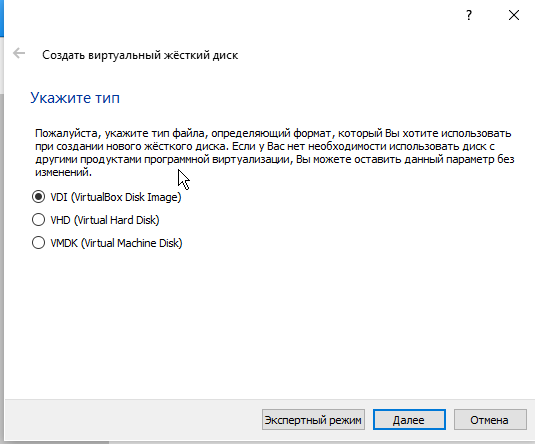 ?
Создать виртуальный жёсткий диск
Укажите тип
Пожалуйста, укажите тип файла, определяющий формат, который Вы хотите использовать
при создании нового жёсткого диска. Если у Вас нет необходимости использовать диск с
другими продуктами программной виртуализации, Вы можете оставить данный параметр без
изменений.
VDI (VirtualBox Disk Image)
VHD (Virtual Hard Disk)
VMDK (Virtual Machine Disk)
Экспертный режим Далее Отмена